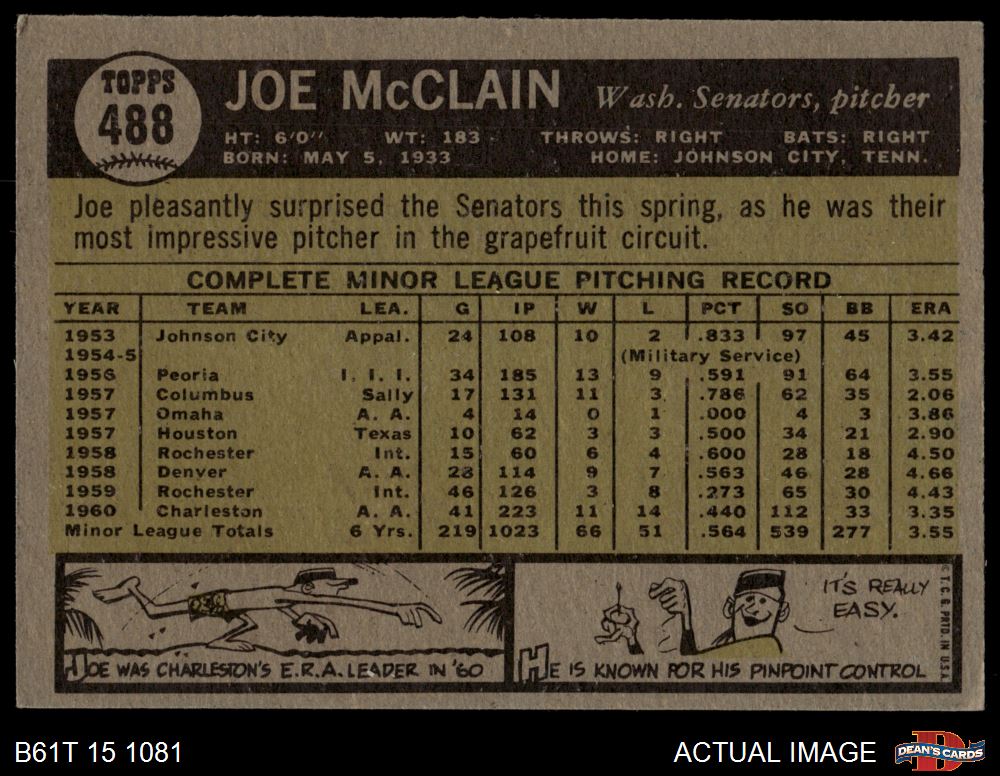 TOPPS
488
JOE McCLAIN Wash. Senators, pitcher
HT: 6'0" WT: 183 THROWS: RIGHT BATS: RIGHT
BORN: MAY 5, 1933 HOME: JOHNSON CITY, TENN.
Joe pleasantly surprised the Senators this spring, as he was their
most impressive pitcher in the grapefruit circuit.
COMPLETE MINOR LEAGUE PITCHING RECORD
YEAR TEAM LEA. G IP W L PCT SO BB ERA
1953 Johnson City Appal. 24 108 10 2 .833 97 45 3.42
1954-5 (Military Service)
1956 Peoria I. I. I. 34 185 13 9 .591 91 64 3.55
1957 Columbus Sally 17 131 11 3 .786 62 35 2.06
1957 Omaha A. A. 4 14 0 1 .000 4 3 3.86
1957 Houston Texas 10 62 3 3 .500 34 21 2.90
1958 Rochester Int. 15 60 6 4 .600 28 18 4.50
1958 Denver A. A. 28 114 9 7 .563 46 28 4.66
1959 Rochester Int. 46 126 3 8 .273 65 30 4.43
1960 Charleston A. A. 41 223 11 14 .440 112 33 3.35
Minor League Totals 6 Yrs. 219 1023 66 51 .564 539 277 3.55
JOE WAS CHARLESTON'S E.R.A. LEADER IN '60
IT'S REALLY
EASY.
HE IS KNOWN FOR HIS PINPOINT CONTROL
© T. C. G. PRTD. IN U.S.A.
B61T 15 1081 ACTUAL IMAGE DEAN'S CARDS